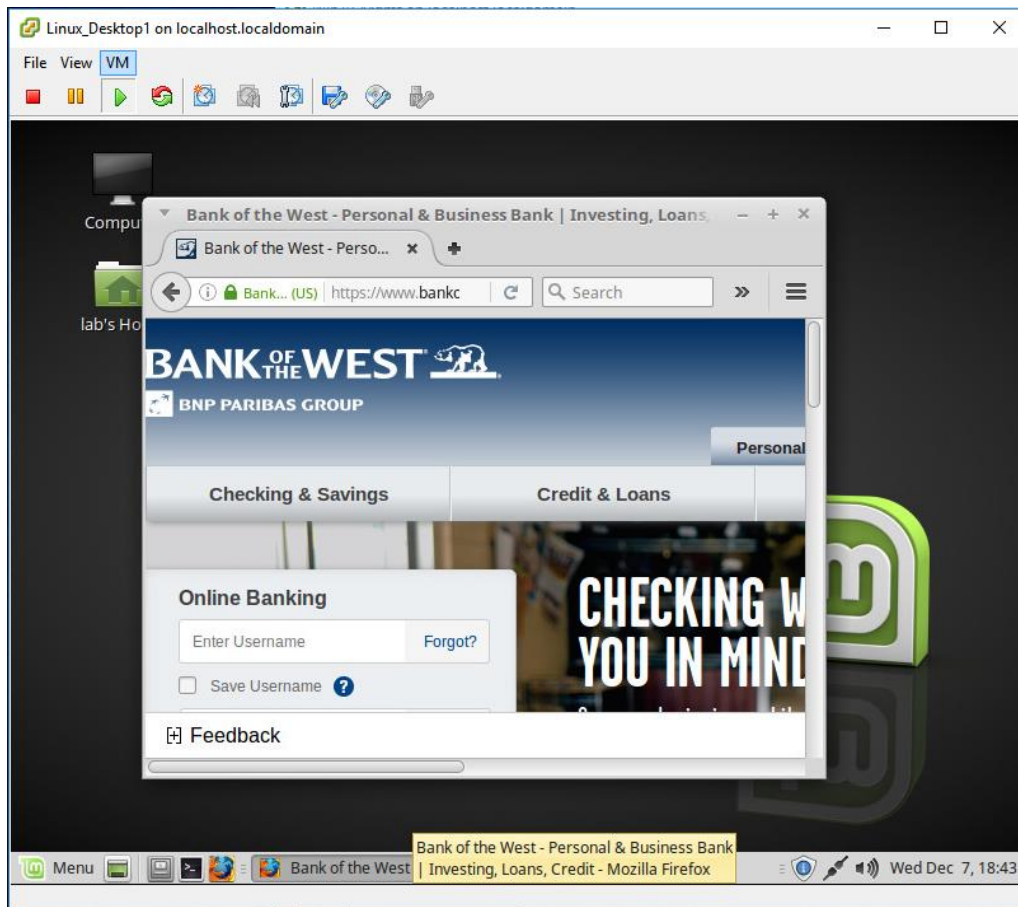 Linux_Desktop1 on localhost.localdomain
File View VM
Compu
lab's Ho
Bank of the West - Personal & Business Bank | Investing, Loans,
Bank of the West - Perso...
Bank... (US) https://www.bankc
Search
BANK OF THE WEST
BNP PARIBAS GROUP
Personal
Checking & Savings
Credit & Loans
Online Banking
Enter Username
Forgot?
Save Username
CHECKING W
YOU IN MIND
Feedback
Bank of the West - Personal & Business Bank
| Investing, Loans, Credit - Mozilla Firefox
Menu
Bank of the West
Wed Dec 7, 18:43